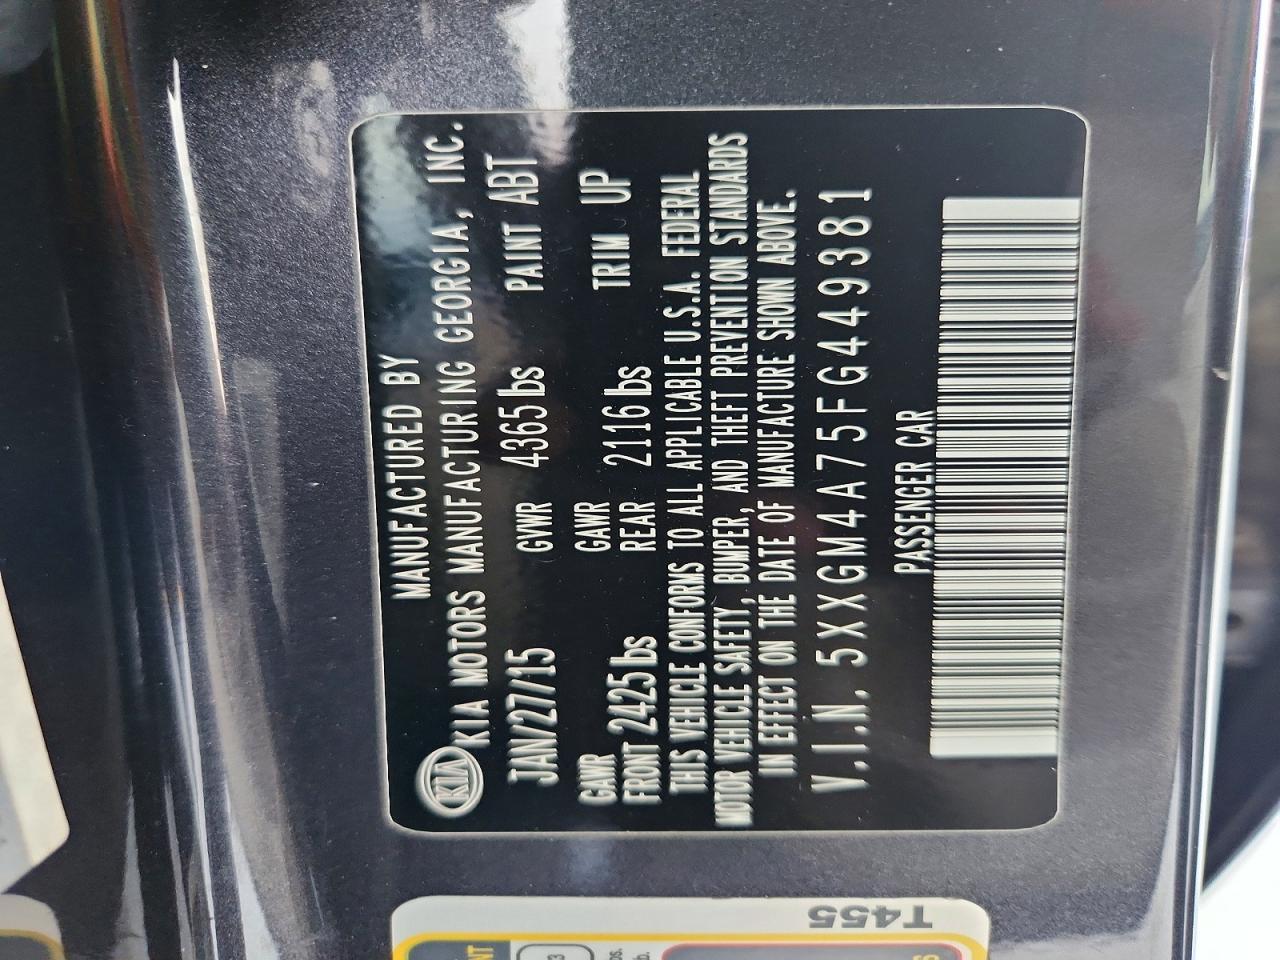 MANUFACTURED BY
KIA KIA MOTORS MANUFACTURING GEORGIA, INC.
JAN/27/15 GVWR 4365 lbs PAINT ABT
GAWR FRONT 2425 lbs GAWR REAR 2116 lbs TRIM UP
THIS VEHICLE CONFORMS TO ALL APPLICABLE U.S.A. FEDERAL
MOTOR VEHICLE SAFETY, BUMPER, AND THEFT PREVENTION STANDARDS
IN EFFECT ON THE DATE OF MANUFACTURE SHOWN ABOVE.
V.I.N. 5XXGM4A75FG449381
PASSENGER CAR
T455